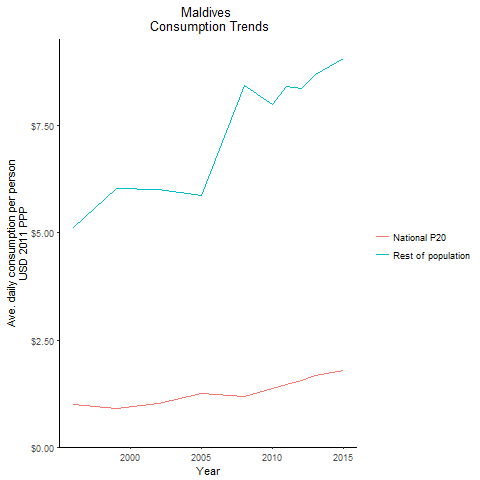 Maldives
Consumption Trends
Ave. daily consumption per person
USD 2011 PPP
$7.50
$5.00
$2.50
$0.00
2000
2005
2010
2015
Year
National P20
Rest of population